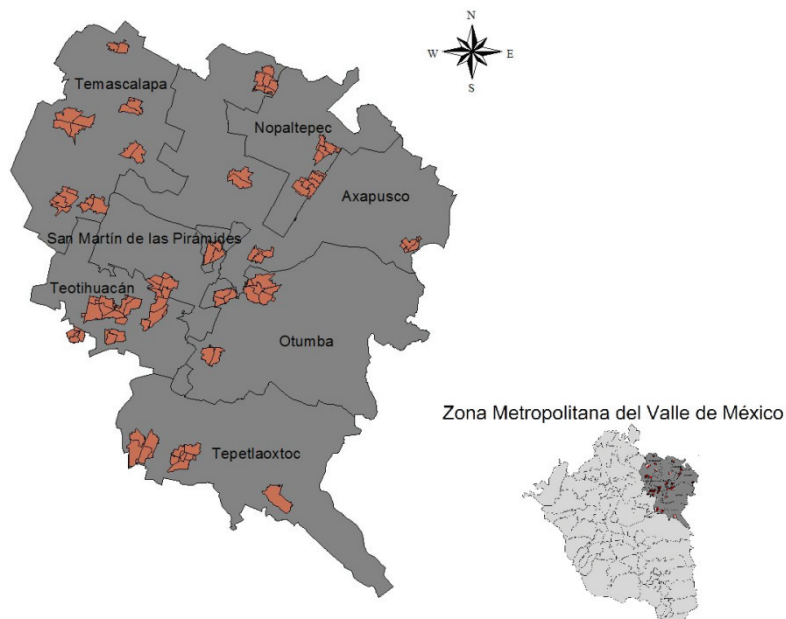 N
W E
S
Temascalapa
Nopaltepec
Axapusco
San Martín de las Pirámides
Teotihuacán
Otumba
Tepetlaoxtoc
Zona Metropolitana del Valle de México